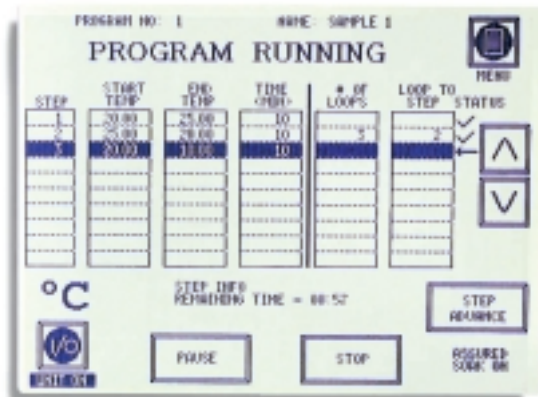 PROGRAM NO: 1 NAME: SAMPLE 1
PROGRAM RUNNING
MENU
STEP START TEMP END TEMP TIME (MIN) # OF LOOPS LOOP TO STEP STATUS
1 20.00 25.00 10
2 25.00 20.00 10 3 2
3 20.00 10.00 10
°C
STEP INFO
REMAINING TIME = 00:52
STEP ADVANCE
I/O
PAUSE
STOP
ASSURED SOAK ON